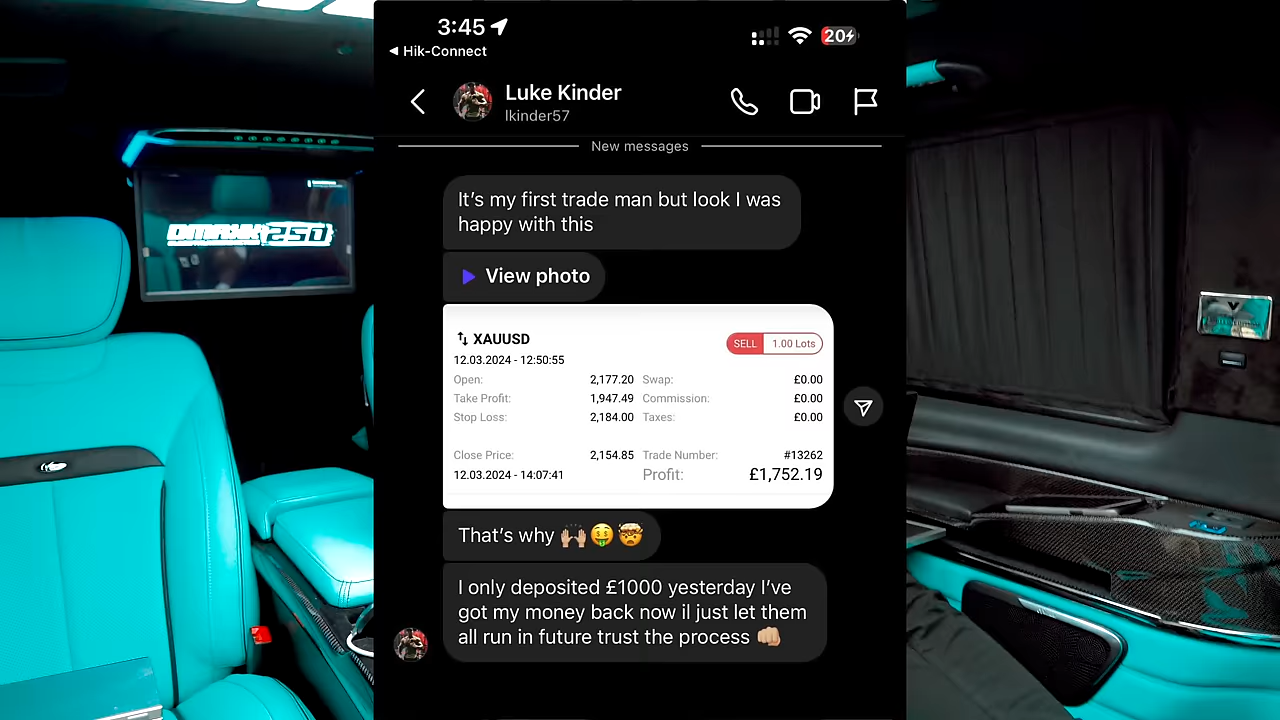 3:45
20
Hik-Connect
Luke Kinder
lkinder57
New messages
It’s my first trade man but look I was
happy with this
View photo
XAUUSD
SELL 1.00 Lots
12.03.2024 - 12:50:55
Open: 2,177.20 Swap: £0.00
Take Profit: 1,947.49 Commission: £0.00
Stop Loss: 2,184.00 Taxes: £0.00
Close Price: 2,154.85 Trade Number: #13262
12.03.2024 - 14:07:41 Profit: £1,752.19
That’s why 🙌🏼🤑🤯
I only deposited £1000 yesterday I’ve
got my money back now il just let them
all run in future trust the process 👊🏼